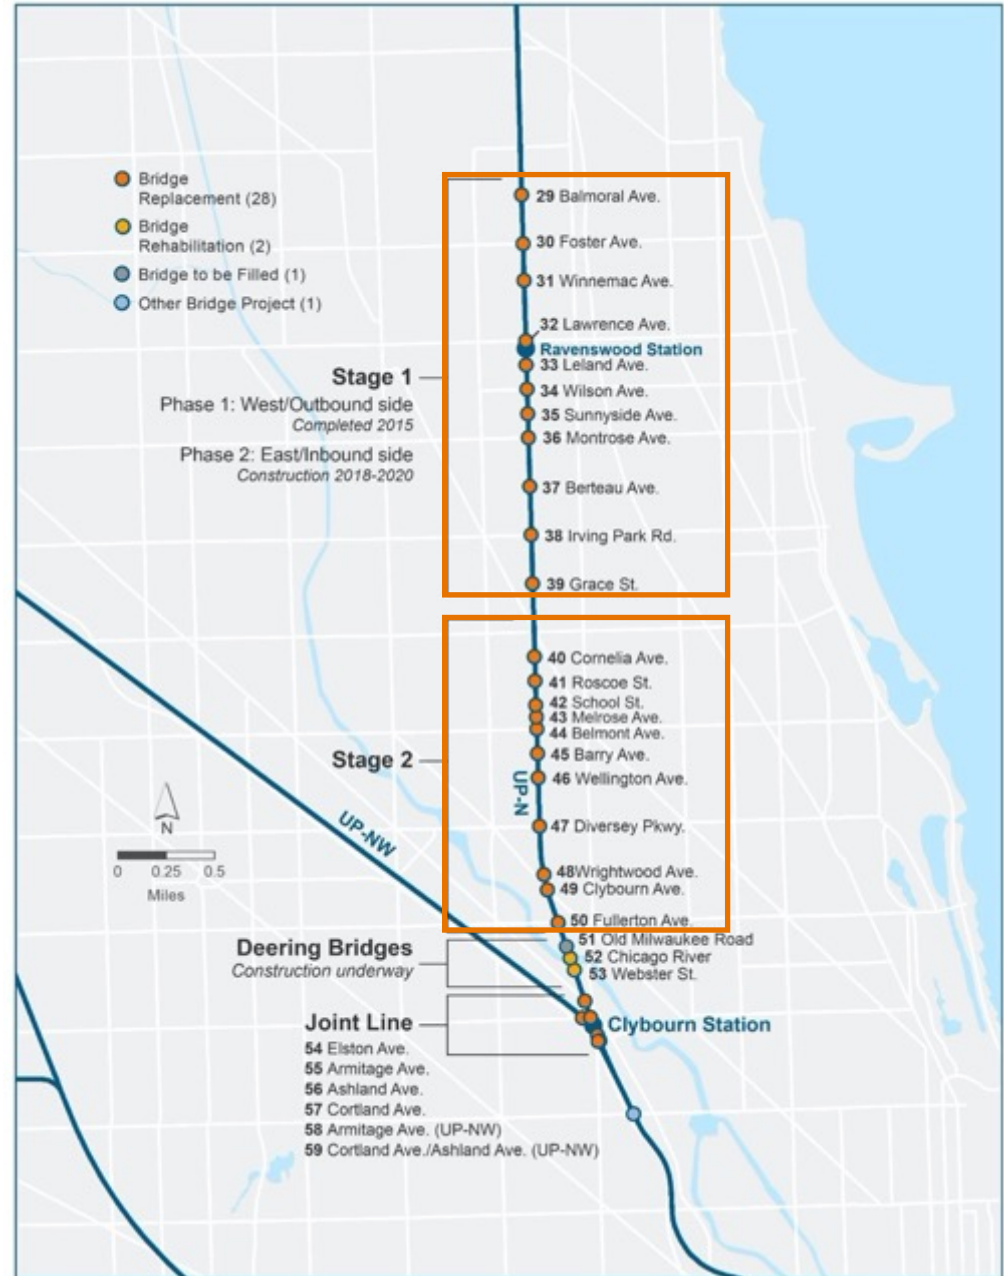 Bridge
Replacement (28)
Bridge
Rehabilitation (2)
Bridge to be Filled (1)
Other Bridge Project (1)
29 Balmoral Ave.
30 Foster Ave.
31 Winnemac Ave.
32 Lawrence Ave.
Ravenswood Station
33 Leland Ave.
34 Wilson Ave.
35 Sunnyside Ave.
36 Montrose Ave.
37 Berteau Ave.
38 Irving Park Rd.
39 Grace St.
Stage 1
Phase 1: West/Outbound side
Completed 2015
Phase 2: East/Inbound side
Construction 2018-2020
40 Cornelia Ave.
41 Roscoe St.
42 School St.
43 Melrose Ave.
44 Belmont Ave.
45 Barry Ave.
46 Wellington Ave.
47 Diversey Pkwy.
48Wrightwood Ave.
49 Clybourn Ave.
50 Fullerton Ave.
Stage 2
UP-N
UP-NW
N
0 0.25 0.5
Miles
51 Old Milwaukee Road
52 Chicago River
53 Webster St.
Deering Bridges
Construction underway
Clybourn Station
Joint Line
54 Elston Ave.
55 Armitage Ave.
56 Ashland Ave.
57 Cortland Ave.
58 Armitage Ave. (UP-NW)
59 Cortland Ave./Ashland Ave. (UP-NW)